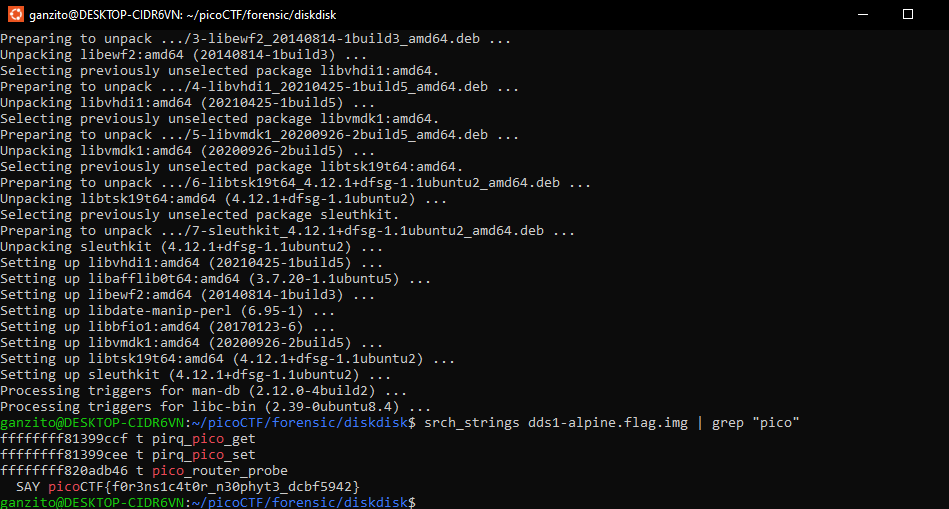 ganzito@DESKTOP-CIDR6VN: ~/picoCTF/forensic/diskdisk
Preparing to unpack .../3-libewf2_20140814-1build3_amd64.deb ...
Unpacking libewf2:amd64 (20140814-1build3) ...
Selecting previously unselected package libvhdi1:amd64.
Preparing to unpack .../4-libvhdi1_20210425-1build5_amd64.deb ...
Unpacking libvhdi1:amd64 (20210425-1build5) ...
Selecting previously unselected package libvmdk1:amd64.
Preparing to unpack .../5-libvmdk1_20200926-2build5_amd64.deb ...
Unpacking libvmdk1:amd64 (20200926-2build5) ...
Selecting previously unselected package libtsk19t64:amd64.
Preparing to unpack .../6-libtsk19t64_4.12.1+dfsg-1.1ubuntu2_amd64.deb ...
Unpacking libtsk19t64:amd64 (4.12.1+dfsg-1.1ubuntu2) ...
Selecting previously unselected package sleuthkit.
Preparing to unpack .../7-sleuthkit_4.12.1+dfsg-1.1ubuntu2_amd64.deb ...
Unpacking sleuthkit (4.12.1+dfsg-1.1ubuntu2) ...
Setting up libvhdi1:amd64 (20210425-1build5) ...
Setting up libafflib0t64:amd64 (3.7.20-1.1ubuntu5) ...
Setting up libewf2:amd64 (20140814-1build3) ...
Setting up libdate-manip-perl (6.95-1) ...
Setting up libbfio1:amd64 (20170123-6) ...
Setting up libvmdk1:amd64 (20200926-2build5) ...
Setting up libtsk19t64:amd64 (4.12.1+dfsg-1.1ubuntu2) ...
Setting up sleuthkit (4.12.1+dfsg-1.1ubuntu2) ...
Processing triggers for man-db (2.12.0-4build2) ...
Processing triggers for libc-bin (2.39-0ubuntu8.4) ...
ganzito@DESKTOP-CIDR6VN:~/picoCTF/forensic/diskdisk$ srch_strings dds1-alpine.flag.img | grep "pico"
ffffffff81399ccf t pirq_pico_get
ffffffff81399cee t pirq_pico_set
ffffffff820adb46 t pico_router_probe
  SAY picoCTF{f0r3ns1c4t0r_n30phyt3_dcbf5942}
ganzito@DESKTOP-CIDR6VN:~/picoCTF/forensic/diskdisk$